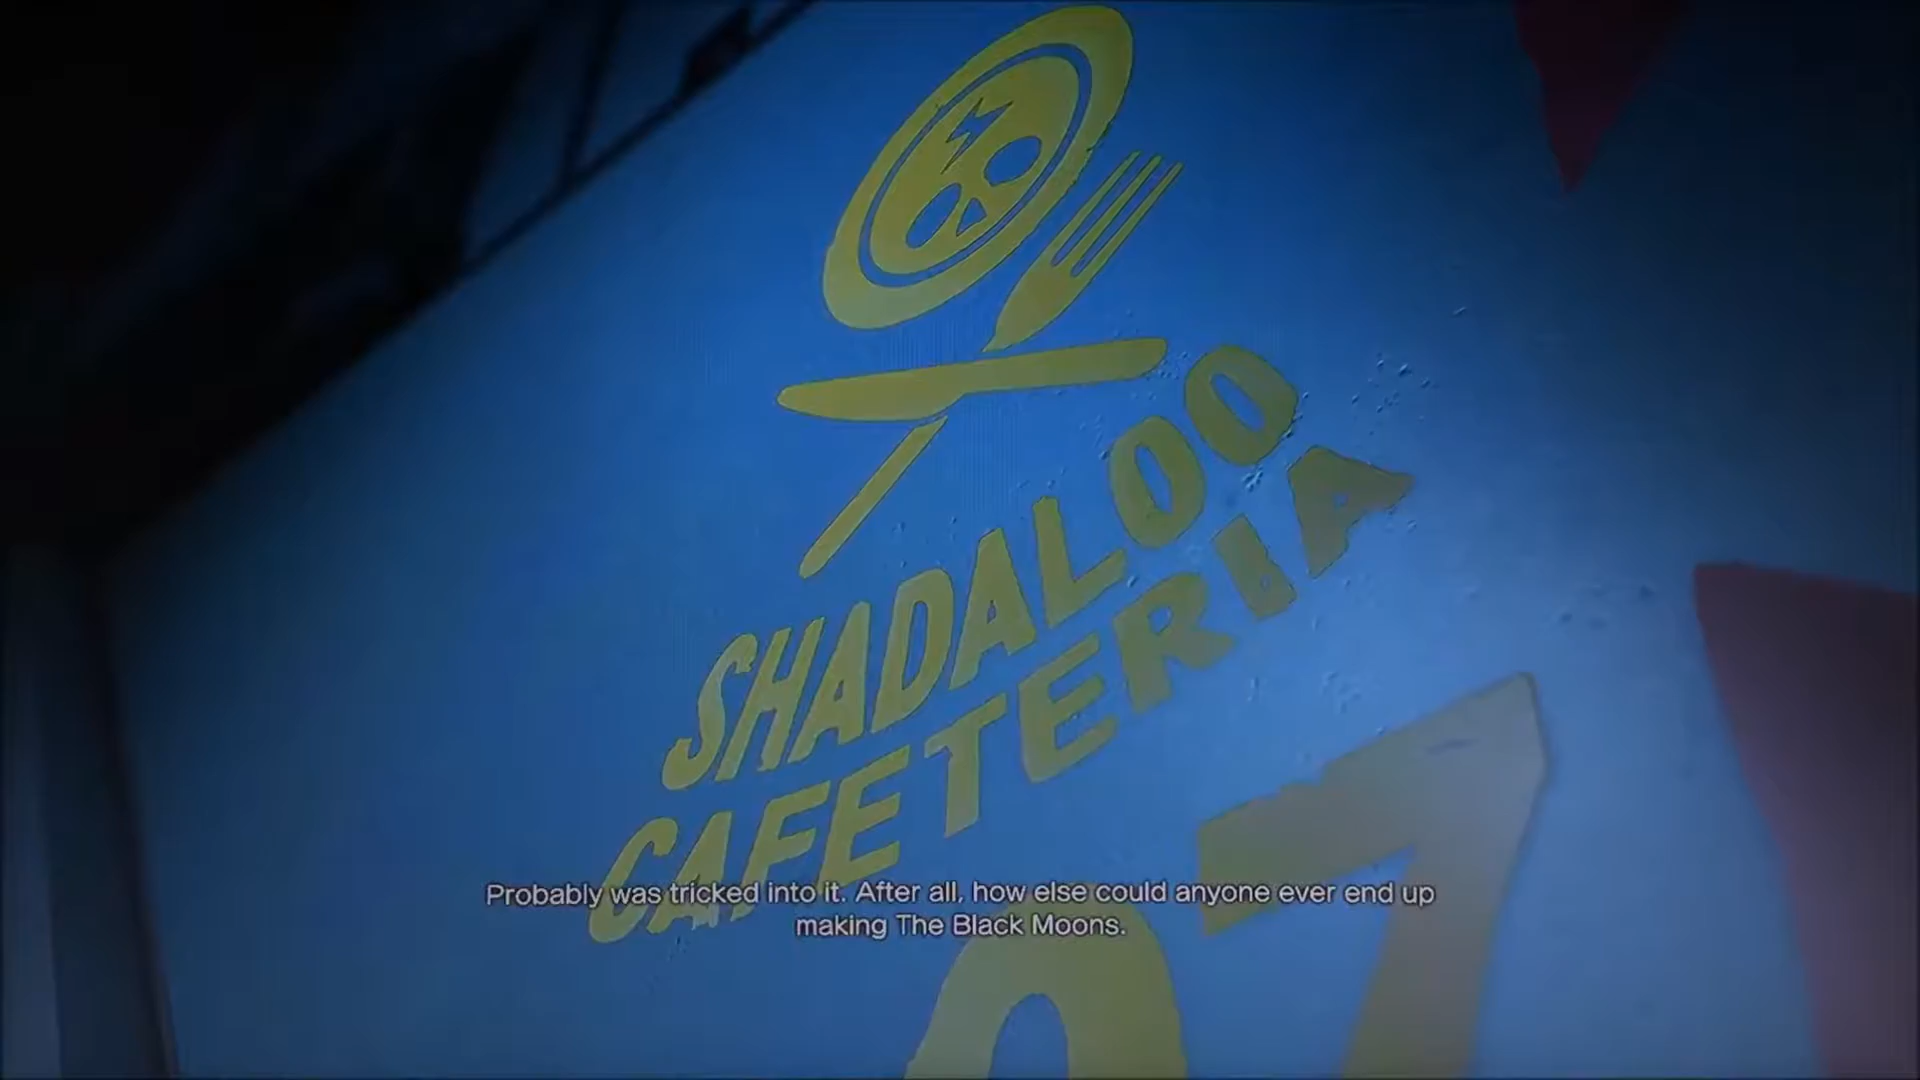 SHADALOO
CAFETERIA
07
Probably was tricked into it. After all, how else could anyone ever end up
making The Black Moons.